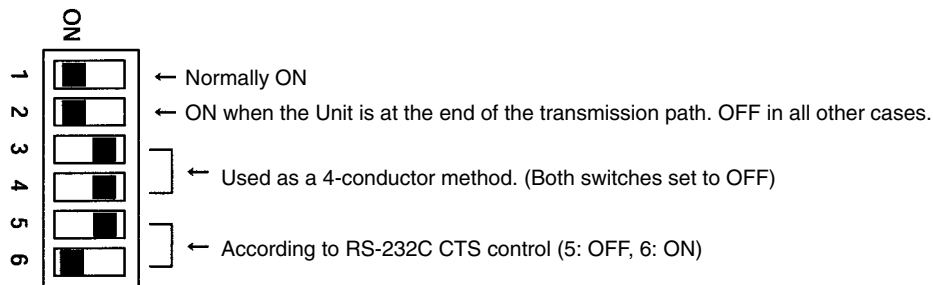 ON
1 ← Normally ON
2 ← ON when the Unit is at the end of the transmission path. OFF in all other cases.
3
4 ← Used as a 4-conductor method. (Both switches set to OFF)
5
6 ← According to RS-232C CTS control (5: OFF, 6: ON)